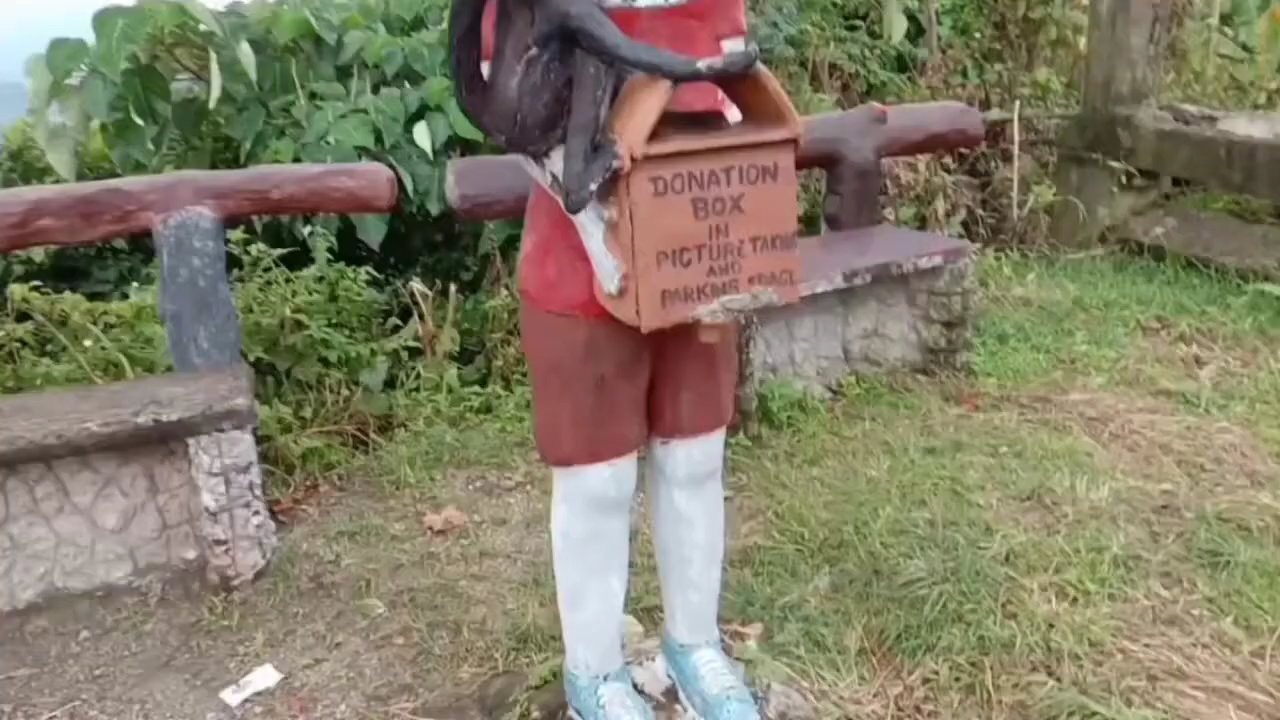 DONATION
BOX
IN
PICTURE TAKING
AND
PARKING SPACE